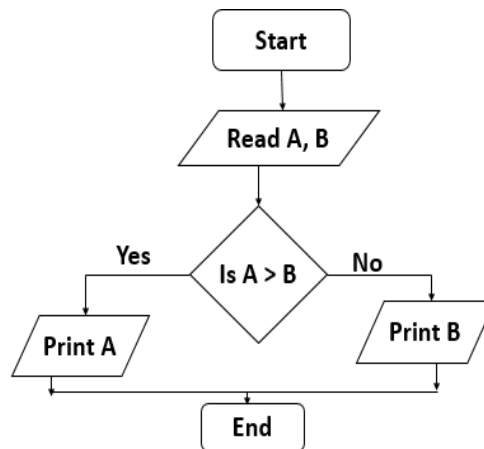 Start
Read A, B
Is A > B
Yes
No
Print A
Print B
End